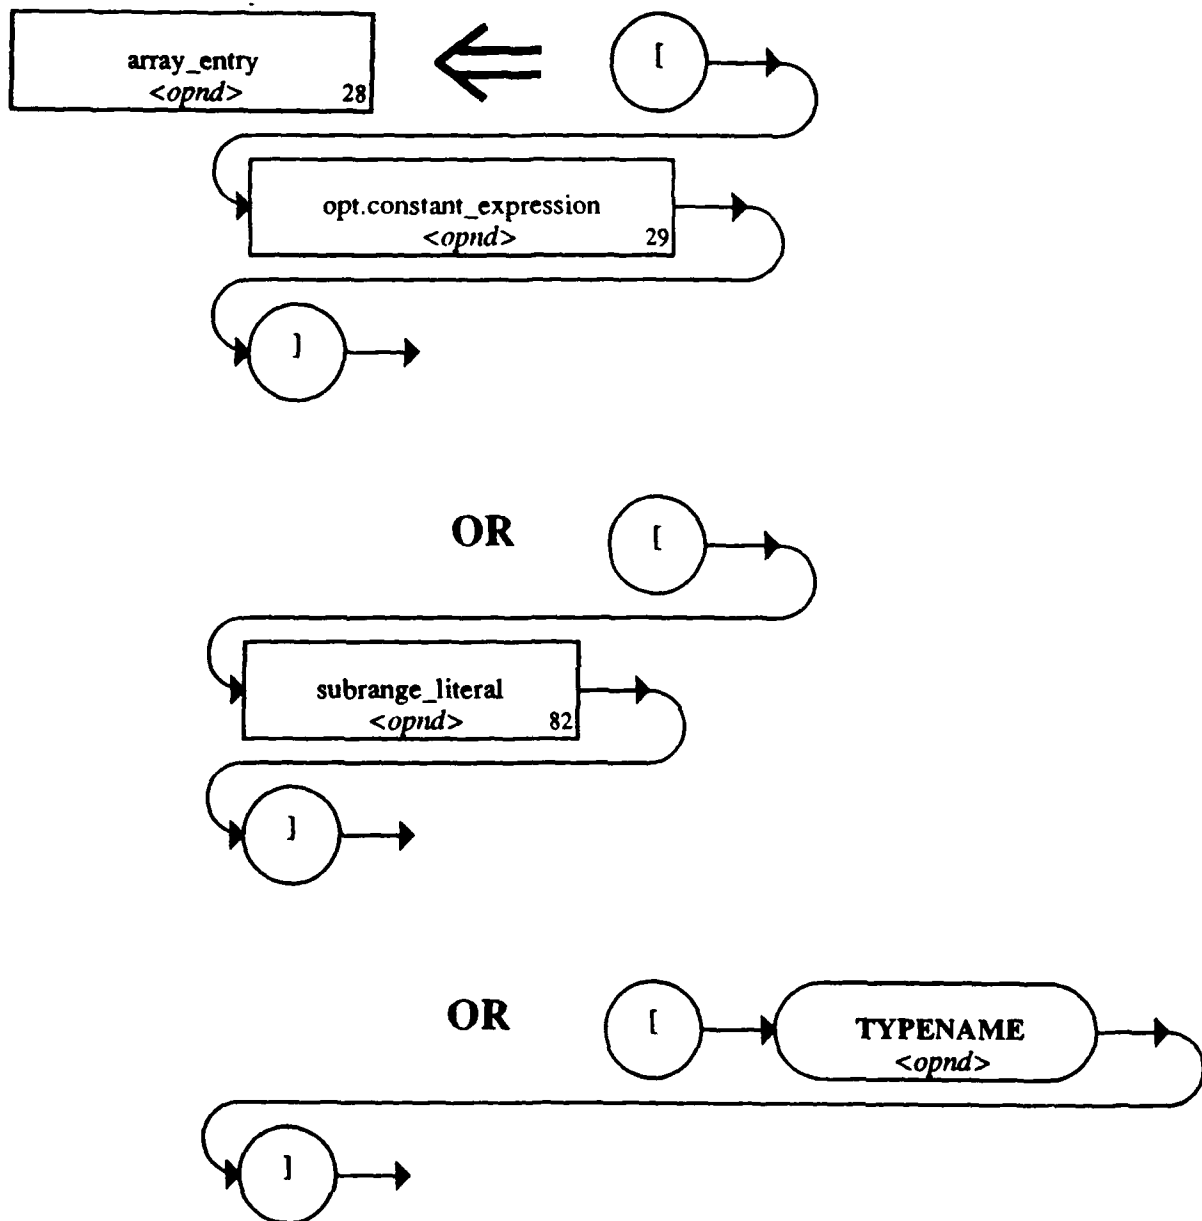 array_entry
<opnd> 28
[
opt.constant_expression
<opnd> 29
]
OR [
subrange_literal
<opnd> 82
]
OR [ TYPENAME
<opnd>
]